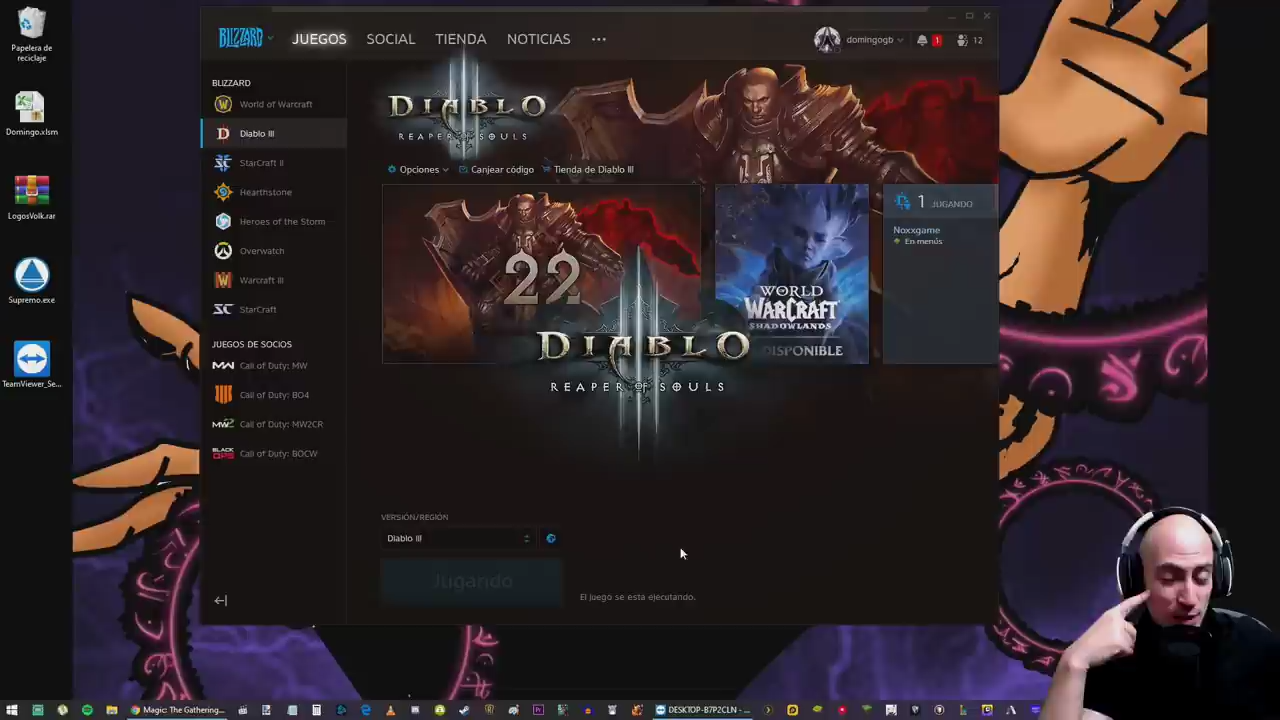 Papelera de
reciclaje
Domingo.xlsm
LogosVolk.rar
Supremo.exe
TeamViewer_Se...
BLIZZARD
JUEGOS
SOCIAL
TIENDA
NOTICIAS
domingogb
1
12
BLIZZARD
World of Warcraft
Diablo III
StarCraft II
Hearthstone
Heroes of the Storm
Overwatch
Warcraft III
StarCraft
JUEGOS DE SOCIOS
Call of Duty: MW
Call of Duty: BO4
Call of Duty: MW2CR
Call of Duty: BOCW
DIABLO
REAPER OF SOULS
Opciones
Canjear código
Tienda de Diablo III
22
DIABLO
REAPER OF SOULS
WORLD
WARCRAFT
SHADOWLANDS
DISPONIBLE
1 JUGANDO
Noxxgame
En menús
VERSIÓN/REGIÓN
Diablo III
Jugando
El juego se está ejecutando.
Magic: The Gathering...
DESKTOP-B7P2CLN - ...